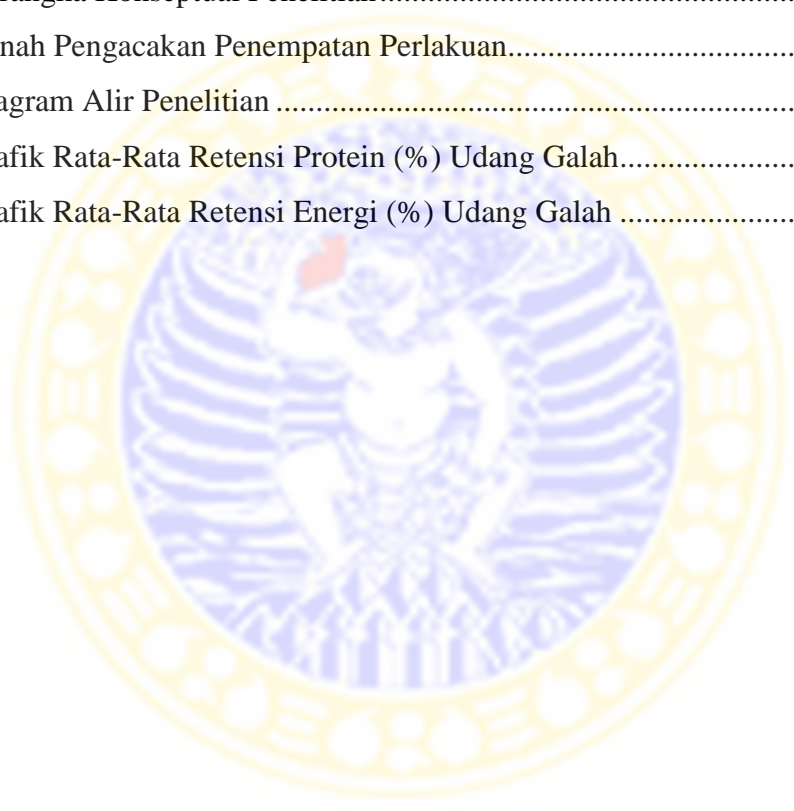 Konseptual Penelitian....................................................
nah Pengacakan Penempatan Perlakuan...................................
agram Alir Penelitian ................................................................
afik Rata-Rata Retensi Protein (%) Udang Galah......................
afik Rata-Rata Retensi Energi (%) Udang Galah ......................